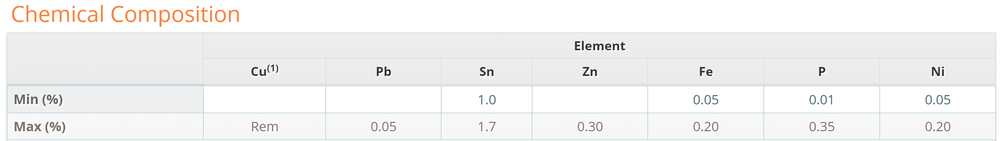 Chemical Composition
Element
Cu(1) Pb Sn Zn Fe P Ni
Min (%) 1.0 0.05 0.01 0.05
Max (%) Rem 0.05 1.7 0.30 0.20 0.35 0.20